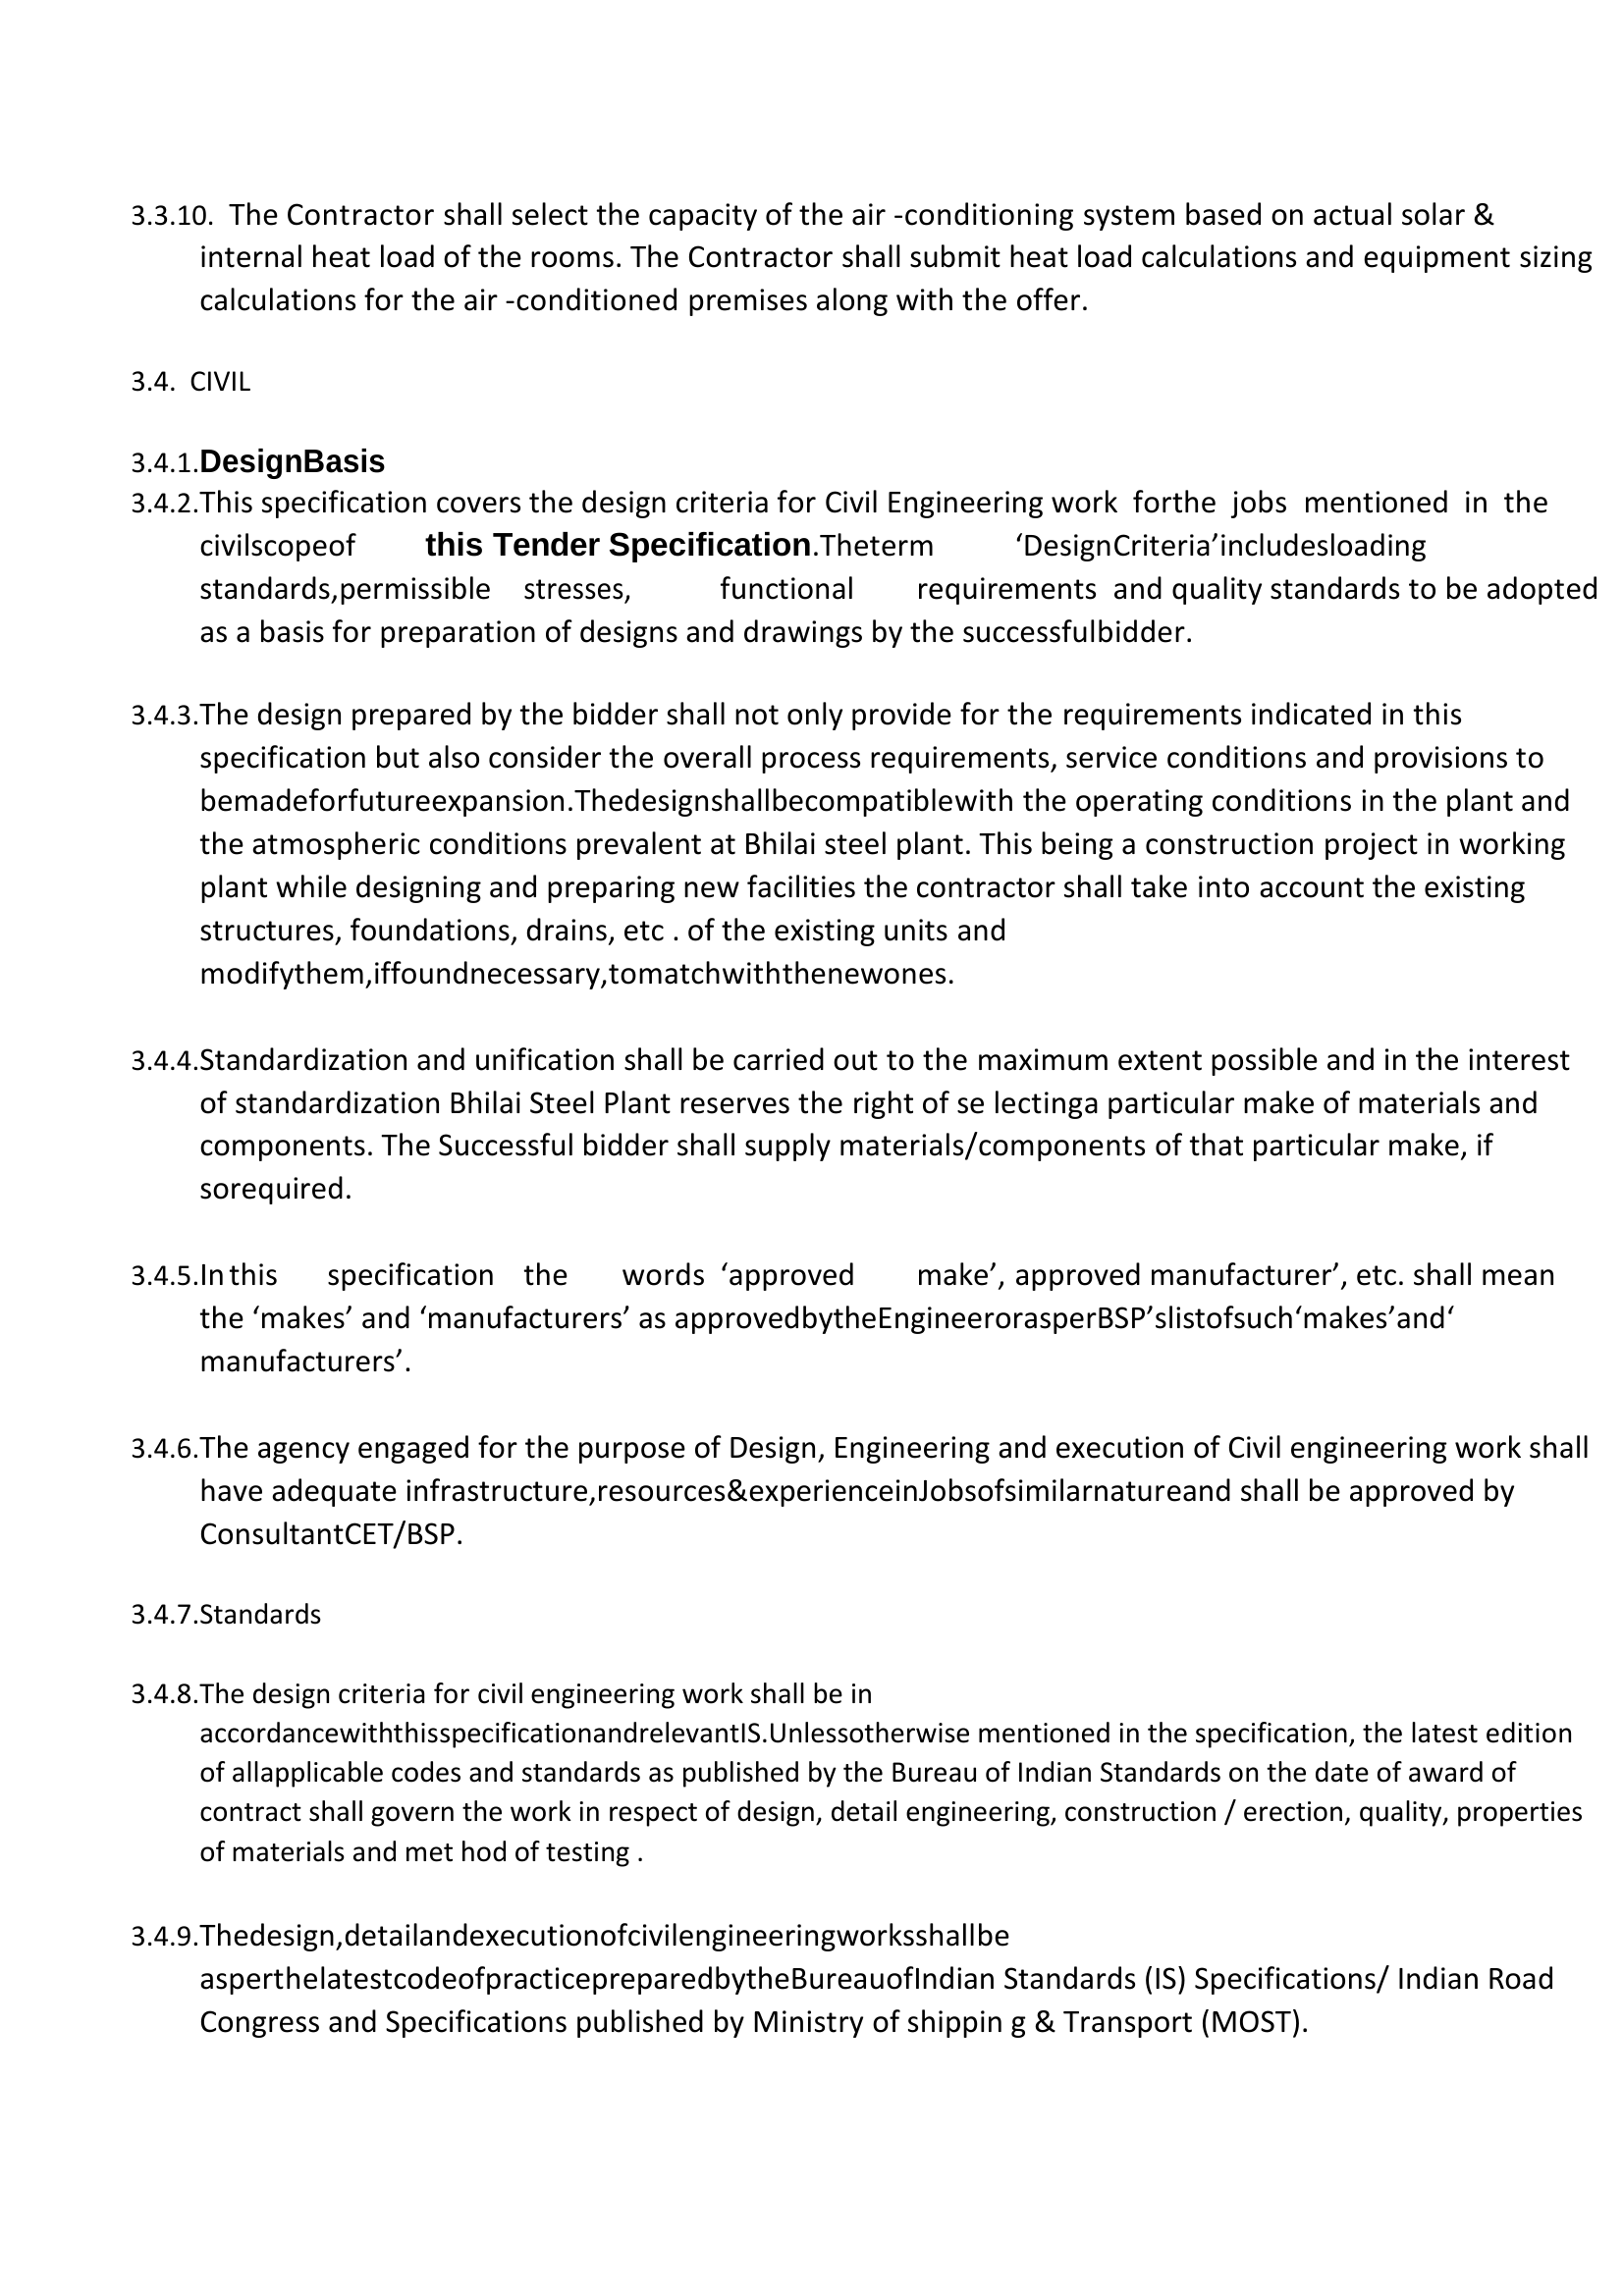 3.3.10. The Contractor shall select the capacity of the air -conditioning system based on actual solar &
internal heat load of the rooms. The Contractor shall submit heat load calculations and equipment sizing
calculations for the air -conditioned premises along with the offer.
3.4. CIVIL
3.4.1.DesignBasis
3.4.2.This specification covers the design criteria for Civil Engineering work forthe jobs mentioned in the
civilscopeof this Tender Specification.Theterm ‘DesignCriteria’includesloading
standards,permissible stresses, functional requirements and quality standards to be adopted
as a basis for preparation of designs and drawings by the successfulbidder.
3.4.3.The design prepared by the bidder shall not only provide for the requirements indicated in this
specification but also consider the overall process requirements, service conditions and provisions to
bemadeforfutureexpansion.Thedesignshallbecompatiblewith the operating conditions in the plant and
the atmospheric conditions prevalent at Bhilai steel plant. This being a construction project in working
plant while designing and preparing new facilities the contractor shall take into account the existing
structures, foundations, drains, etc . of the existing units and
modifythem,iffoundnecessary,tomatchwiththenewones.
3.4.4.Standardization and unification shall be carried out to the maximum extent possible and in the interest
of standardization Bhilai Steel Plant reserves the right of se lectinga particular make of materials and
components. The Successful bidder shall supply materials/components of that particular make, if
sorequired.
3.4.5.In this specification the words ‘approved make’, approved manufacturer’, etc. shall mean
the ‘makes’ and ‘manufacturers’ as approvedbytheEngineerorasperBSP’slistofsuch‘makes’and‘
manufacturers’.
3.4.6.The agency engaged for the purpose of Design, Engineering and execution of Civil engineering work shall
have adequate infrastructure,resources&experienceinJobsofsimilarnatureand shall be approved by
ConsultantCET/BSP.
3.4.7.Standards
3.4.8.The design criteria for civil engineering work shall be in
accordancewiththisspecificationandrelevantIS.Unlessotherwise mentioned in the specification, the latest edition
of allapplicable codes and standards as published by the Bureau of Indian Standards on the date of award of
contract shall govern the work in respect of design, detail engineering, construction / erection, quality, properties
of materials and met hod of testing .
3.4.9.Thedesign,detailandexecutionofcivilengineeringworksshallbe
asperthelatestcodeofpracticepreparedbytheBureauofIndian Standards (IS) Specifications/ Indian Road
Congress and Specifications published by Ministry of shippin g & Transport (MOST).